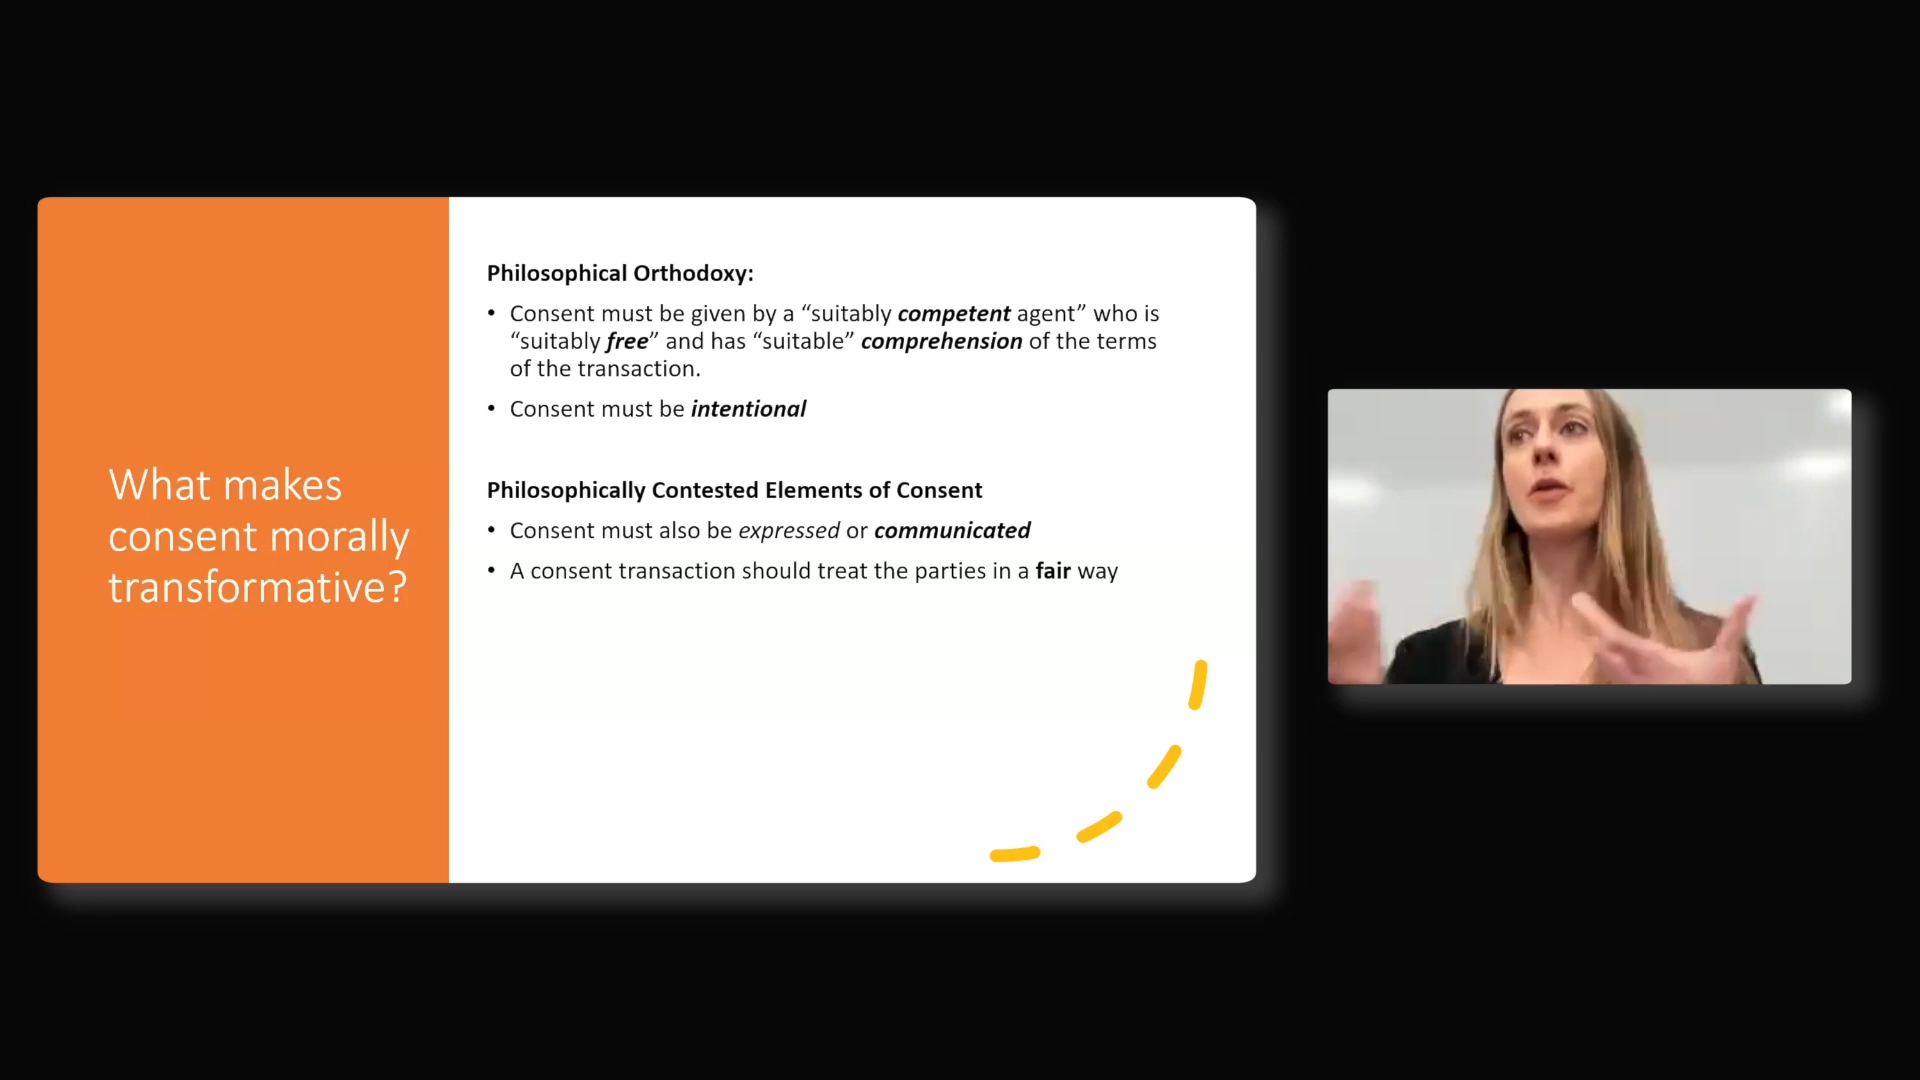 What makes
consent morally
transformative?
Philosophical Orthodoxy:
• Consent must be given by a “suitably competent agent” who is
“suitably free” and has “suitable” comprehension of the terms
of the transaction.
• Consent must be intentional
Philosophically Contested Elements of Consent
• Consent must also be expressed or communicated
• A consent transaction should treat the parties in a fair way